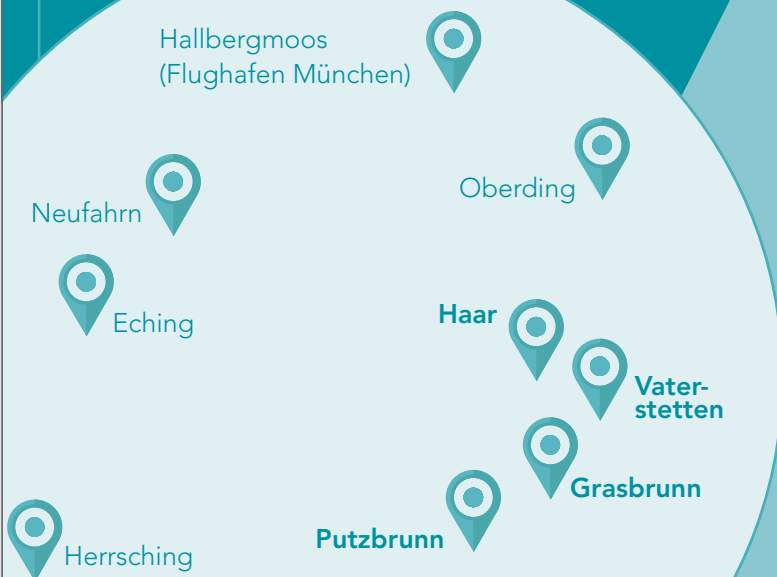 Hallbergmoos
(Flughafen München)
Oberding
Neufahrn
Eching
Haar
Vater-
stetten
Grasbrunn
Putzbrunn
Herrsching